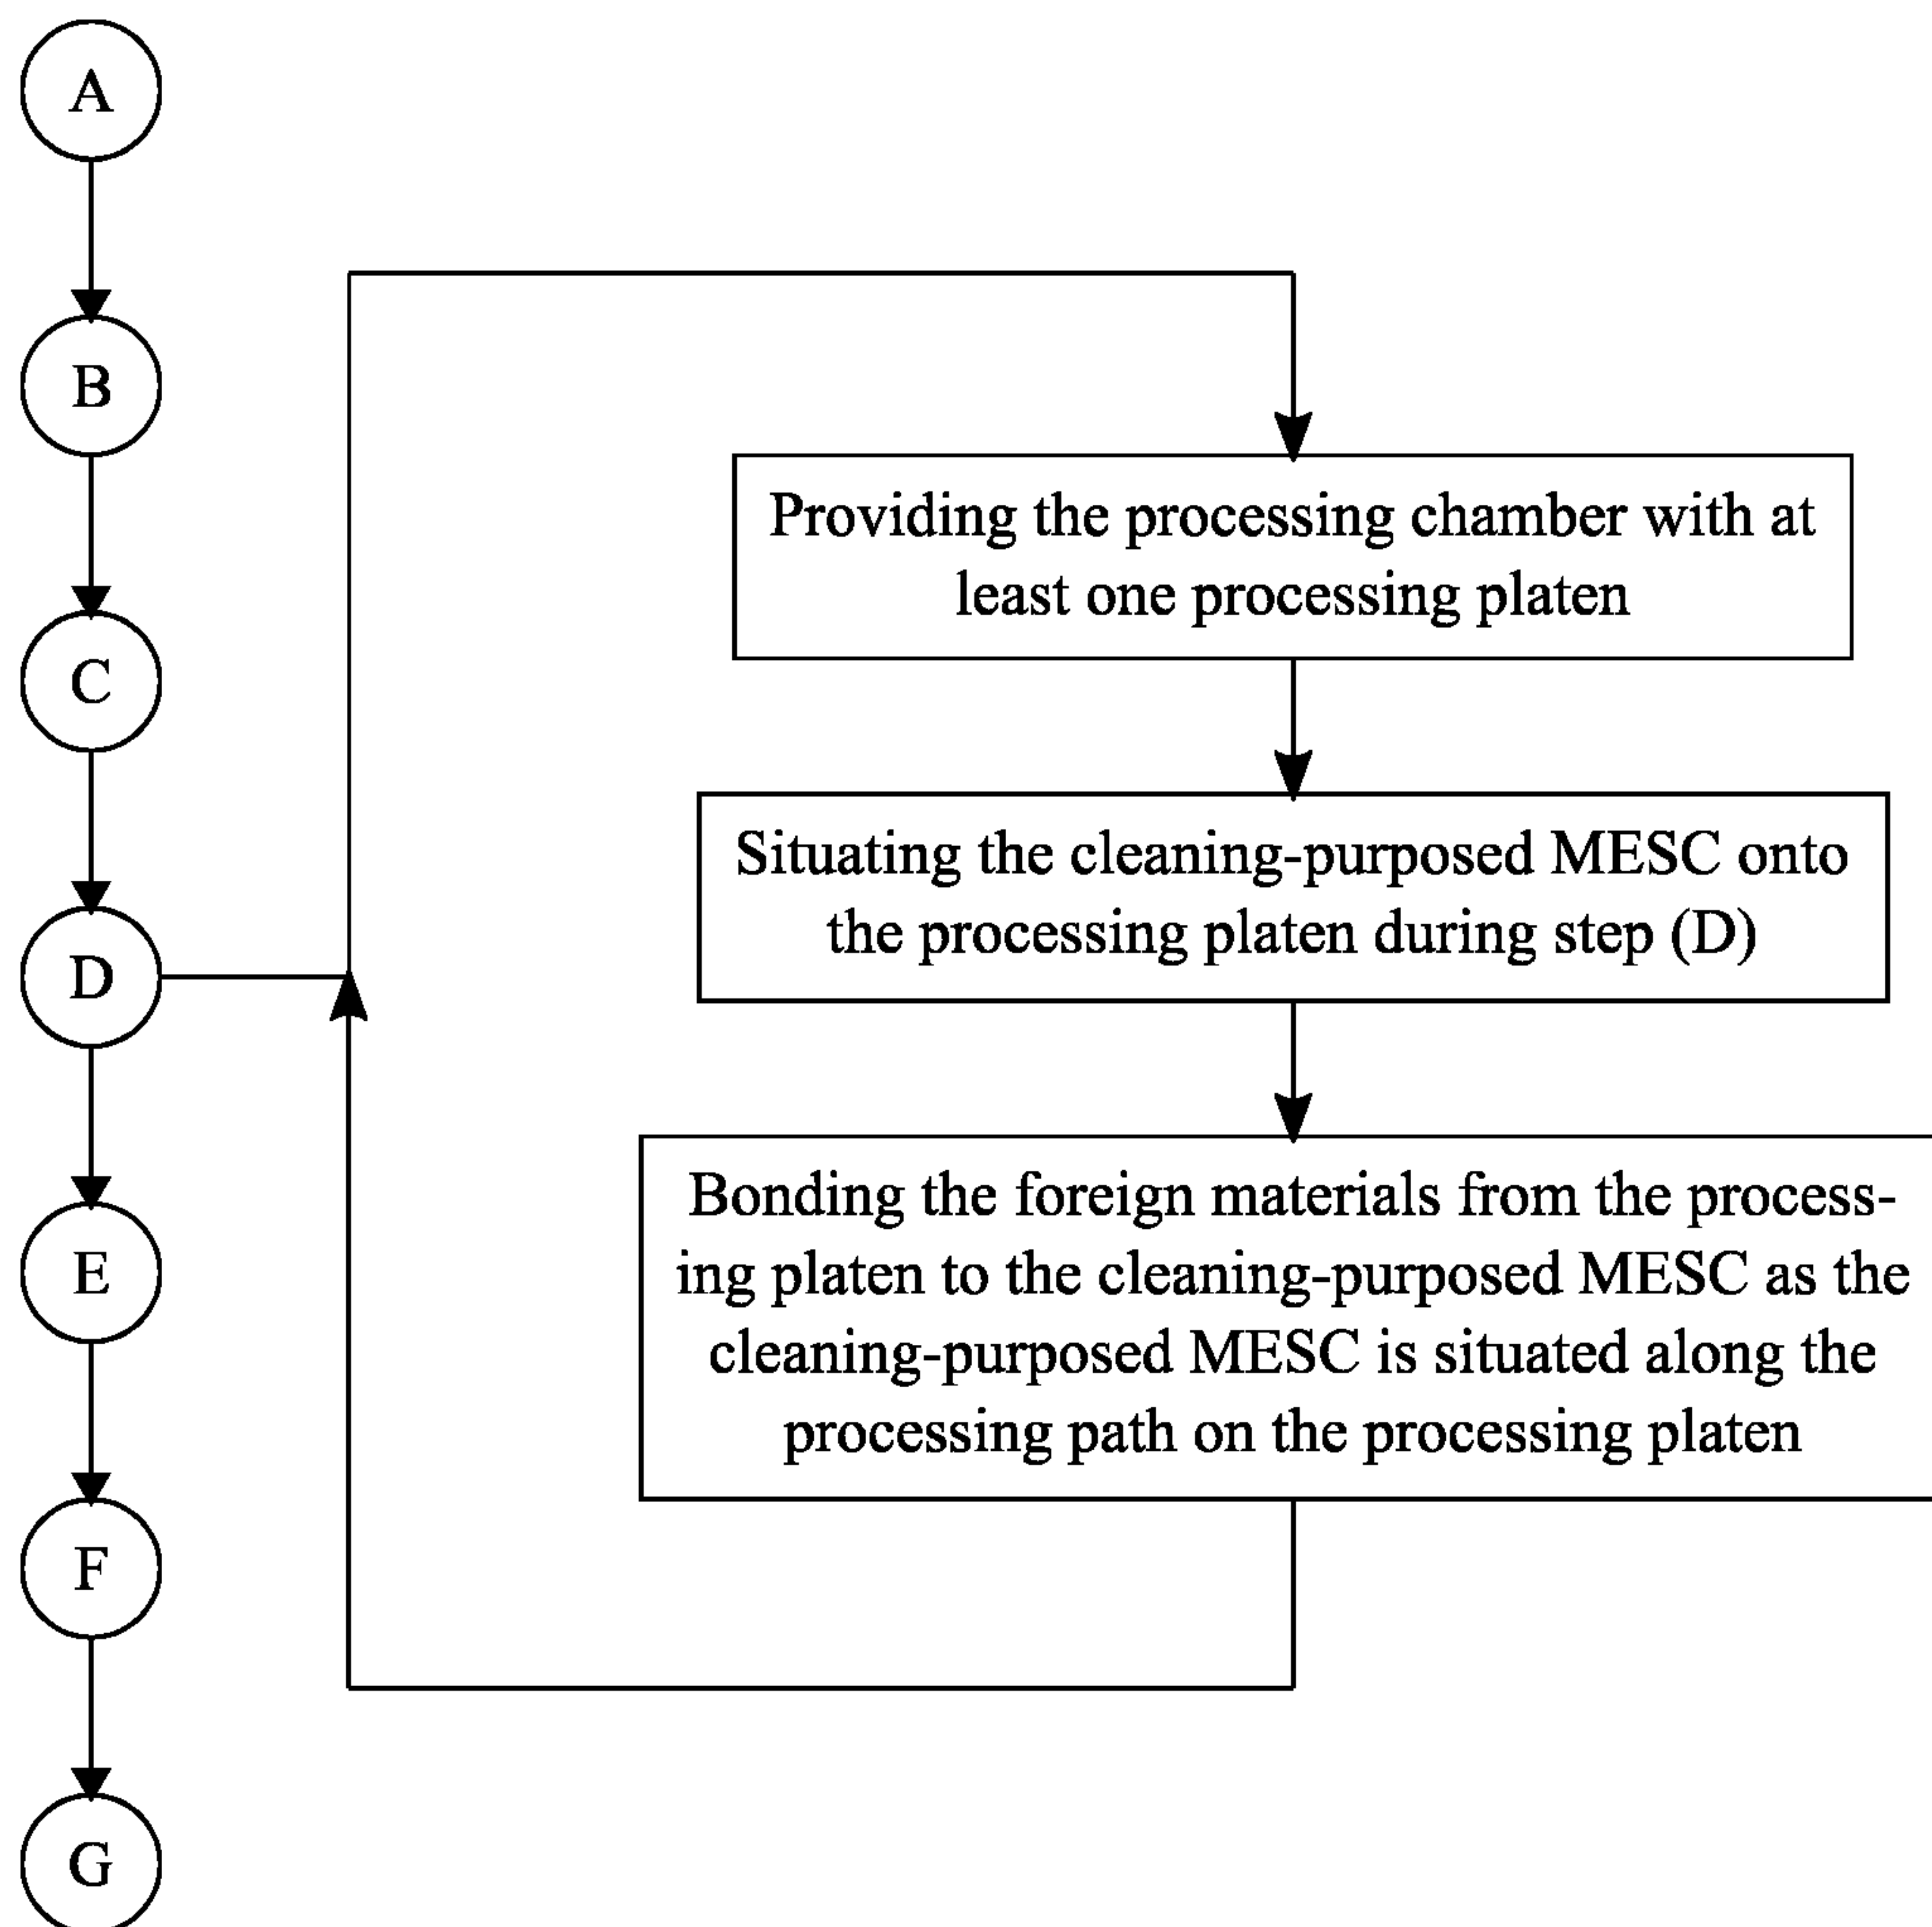 A
B
C
D
E
F
G
Providing the processing chamber with at
least one processing platen
Situating the cleaning-purposed MESC onto
the processing platen during step (D)
Bonding the foreign materials from the process-
ing platen to the cleaning-purposed MESC as the
cleaning-purposed MESC is situated along the
processing path on the processing platen